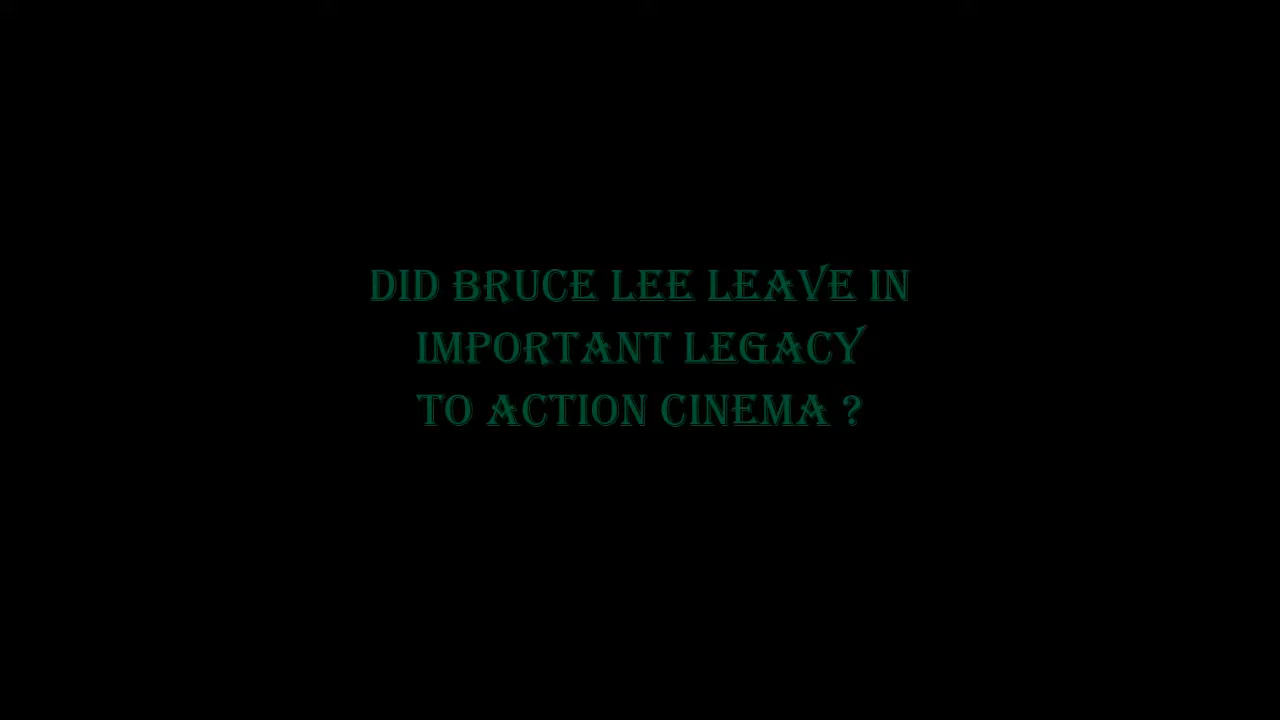 DID BRUCE LEE LEAVE IN
IMPORTANT LEGACY
TO ACTION CINEMA ?